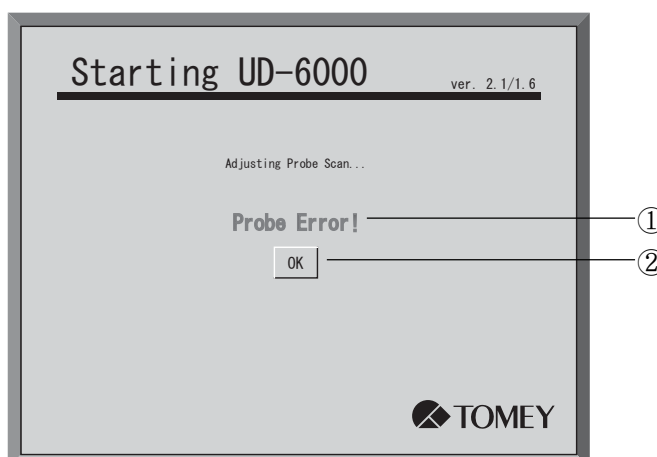 Starting UD-6000
ver. 2.1/1.6
Adjusting Probe Scan...
Probe Error!
①
OK
②
TOMEY